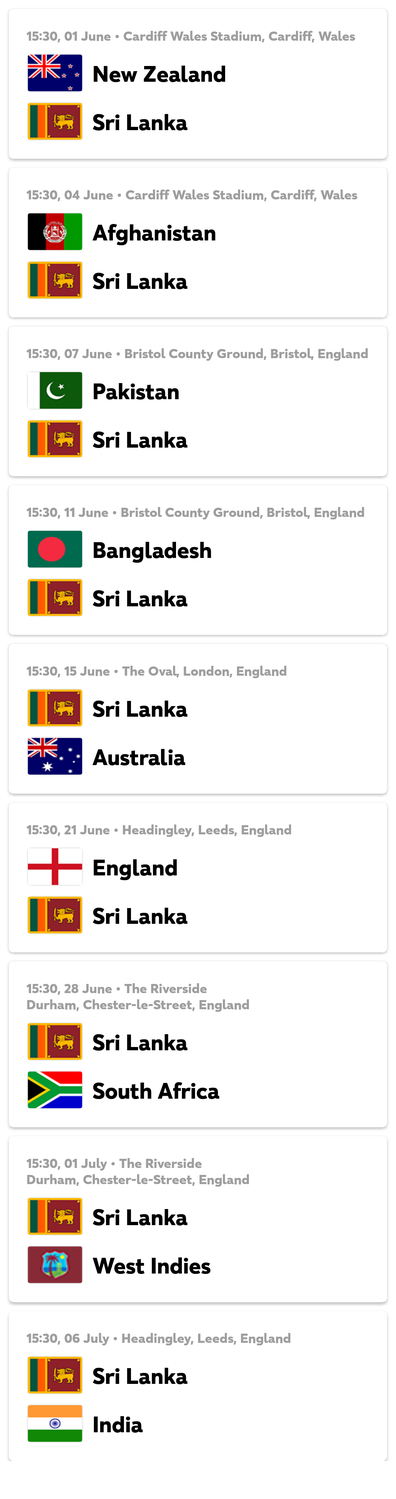 15:30, 01 June • Cardiff Wales Stadium, Cardiff, Wales
New Zealand
Sri Lanka
15:30, 04 June • Cardiff Wales Stadium, Cardiff, Wales
Afghanistan
Sri Lanka
15:30, 07 June • Bristol County Ground, Bristol, England
Pakistan
Sri Lanka
15:30, 11 June • Bristol County Ground, Bristol, England
Bangladesh
Sri Lanka
15:30, 15 June • The Oval, London, England
Sri Lanka
Australia
15:30, 21 June • Headingley, Leeds, England
England
Sri Lanka
15:30, 28 June • The Riverside
Durham, Chester-le-Street, England
Sri Lanka
South Africa
15:30, 01 July • The Riverside
Durham, Chester-le-Street, England
Sri Lanka
West Indies
15:30, 06 July • Headingley, Leeds, England
Sri Lanka
India